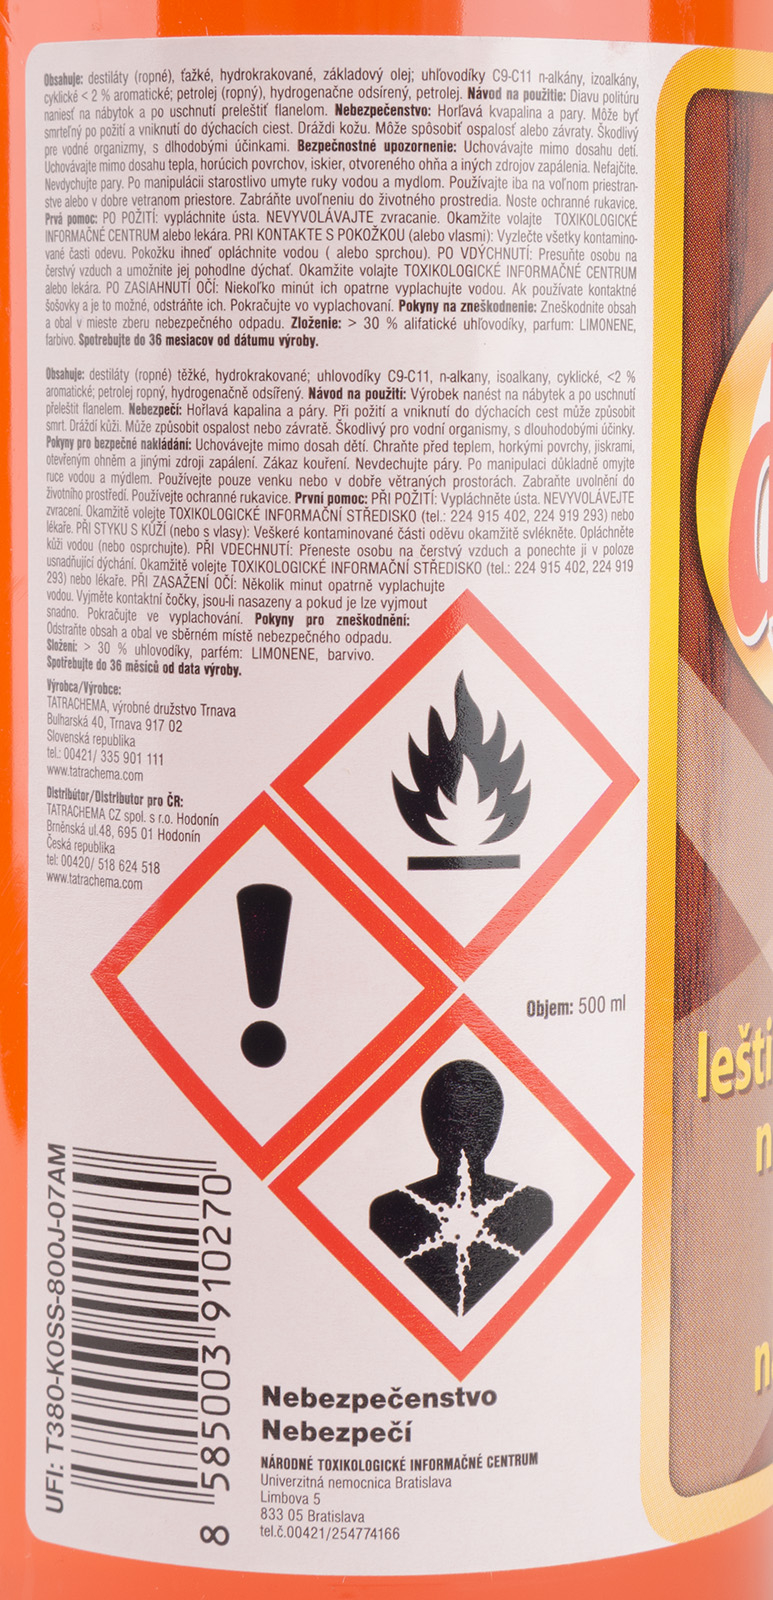 Obsahuje: destiláty (ropné), ťažké, hydrokrakované, základový olej; uhľovodíky C9-C11 n-alkány, izoalkány,
cyklické < 2 % aromatické; petrolej (ropný), hydrogenačne odsírený, petrolej. Návod na použitie: Diavu politúru
naniesť na nábytok a po uschnutí preleštiť flanelom. Nebezpečenstvo: Horľavá kvapalina a pary. Môže byť
smrteľný po požití a vniknutí do dýchacích ciest. Dráždi kožu. Môže spôsobiť ospalosť alebo závraty. Škodlivý
pre vodné organizmy, s dlhodobými účinkami. Bezpečnostné upozornenie: Uchovávajte mimo dosahu detí.
Uchovávajte mimo dosahu tepla, horúcich povrchov, iskier, otvoreného ohňa a iných zdrojov zapálenia. Nefajčite.
Nevdychujte pary. Po manipulácii starostlivo umyte ruky vodou a mydlom. Používajte iba na voľnom priestran-
stve alebo v dobre vetranom priestore. Zabráňte uvoľneniu do životného prostredia. Noste ochranné rukavice.
Prvá pomoc: PO POŽITÍ: vypláchnite ústa. NEVYVOLÁVAJTE zvracanie. Okamžite volajte TOXIKOLOGICKÉ
INFORMAČNÉ CENTRUM alebo lekára. PRI KONTAKTE S POKOŽKOU (alebo vlasmi): Vyzlečte všetky kontamino-
vané časti odevu. Pokožku ihneď opláchnite vodou ( alebo sprchou). PO VDÝCHNUTÍ: Presuňte osobu na
čerstvý vzduch a umožnite jej pohodlne dýchať. Okamžite volajte TOXIKOLOGICKÉ INFORMAČNÉ CENTRUM
alebo lekára. PO ZASIAHNUTÍ OČÍ: Niekoľko minút ich opatrne vyplachujte vodou. Ak používate kontaktné
šošovky a je to možné, odstráňte ich. Pokračujte vo vyplachovaní. Pokyny na zneškodnenie: Zneškodnite obsah
a obal v mieste zberu nebezpečného odpadu. Zloženie: > 30 % alifatické uhľovodíky, parfum: LIMONENE,
farbivo. Spotrebujte do 36 mesiacov od dátumu výroby.
Obsahuje: destiláty (ropné) těžké, hydrokrakované; uhlovodíky C9-C11, n-alkany, isoalkany, cyklické, <2 %
aromatické; petrolej ropný, hydrogenačně odsířený. Návod na použití: Výrobek nanést na nábytek a po uschnutí
přeleštit flanelem. Nebezpečí: Hořlavá kapalina a páry. Při požití a vniknutí do dýchacích cest může způsobit
smrt. Dráždí kůži. Může způsobit ospalost nebo závratě. Škodlivý pro vodní organismy, s dlouhodobými účinky.
Pokyny pro bezpečné nakládání: Uchovávejte mimo dosah dětí. Chraňte před teplem, horkými povrchy, jiskrami,
otevřeným ohněm a jinými zdroji zapálení. Zákaz kouření. Nevdechujte páry. Po manipulaci důkladně omyjte
ruce vodou a mýdlem. Používejte pouze venku nebo v dobře větraných prostorách. Zabraňte uvolnění do
životního prostředí. Používejte ochranné rukavice. První pomoc: PŘI POŽITÍ: Vypláchněte ústa. NEVYVOLÁVEJTE
zvracení. Okamžitě volejte TOXIKOLOGICKÉ INFORMAČNÍ STŘEDISKO (tel.: 224 915 402, 224 919 293) nebo
lékaře. PŘI STYKU S KŮŽÍ (nebo s vlasy): Veškeré kontaminované části oděvu okamžitě svlékněte. Opláchněte
kůži vodou (nebo osprchujte). PŘI VDECHNUTÍ: Přeneste osobu na čerstvý vzduch a ponechte ji v poloze
usnadňující dýchání. Okamžitě volejte TOXIKOLOGICKÉ INFORMAČNÍ STŘEDISKO (tel.: 224 915 402, 224 919
293) nebo lékaře. PŘI ZASAŽENÍ OČÍ: Několik minut opatrně vyplachujte
vodou. Vyjměte kontaktní čočky, jsou-li nasazeny a pokud je lze vyjmout
snadno. Pokračujte ve vyplachování. Pokyny pro zneškodnění:
Odstraňte obsah a obal ve sběrném místě nebezpečného odpadu.
Složení: > 30 % uhlovodíky, parfém: LIMONENE, barvivo.
Spotřebujte do 36 měsíců od data výroby.
Výrobca/Výrobce:
TATRACHEMA, výrobné družstvo Trnava
Bulharská 40, Trnava 917 02
Slovenská republika
tel.: 00421/ 335 901 111
www.tatrachema.com
Distribútor/Distributor pro ČR:
TATRACHEMA CZ spol. s r.o. Hodonín
Brněnská ul.48, 695 01 Hodonín
Česká republika
tel: 00420/ 518 624 518
www.tatrachema.com
Objem: 500 ml
lešti
n
n
UFI: T380-K0SS-800J-07AM
8 585003 910270
Nebezpečenstvo
Nebezpečí
NÁRODNÉ TOXIKOLOGICKÉ INFORMAČNÉ CENTRUM
Univerzitná nemocnica Bratislava
Limbova 5
833 05 Bratislava
tel.č.00421/254774166